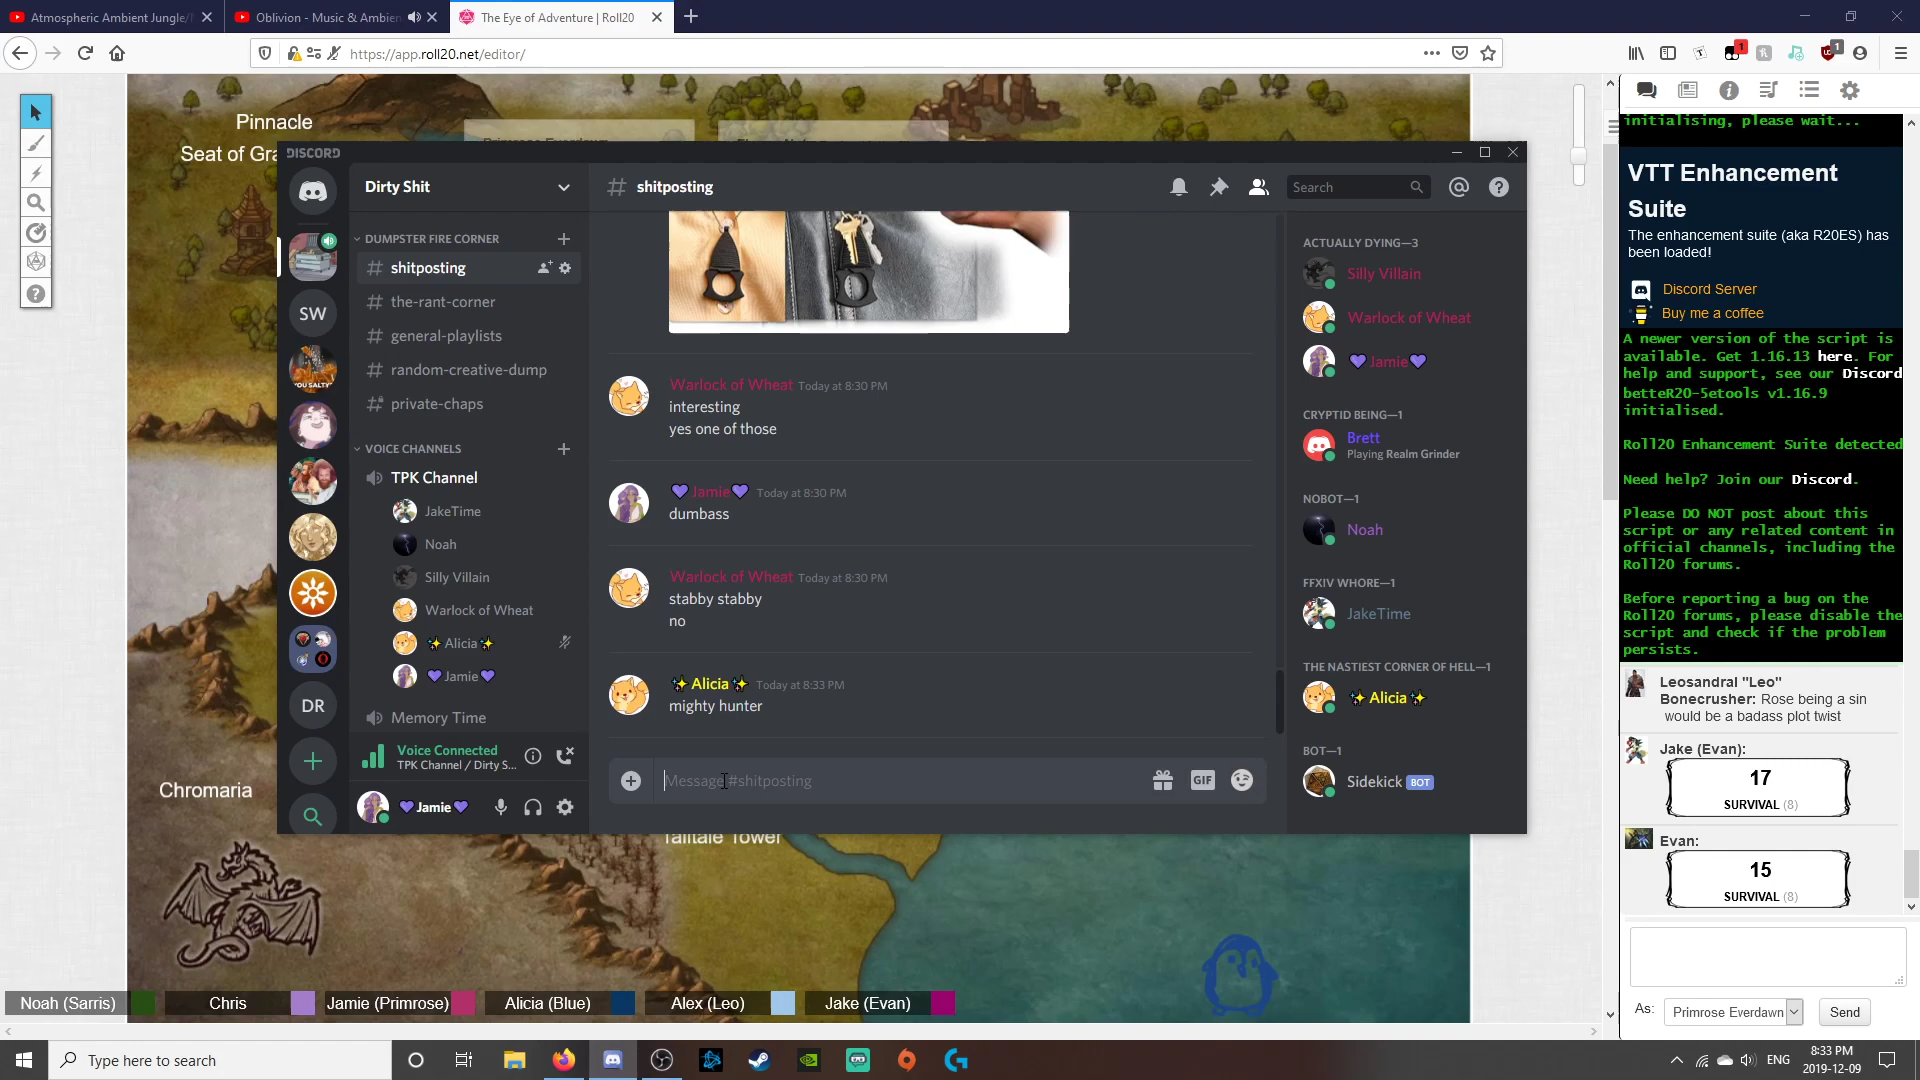 Atmospheric Ambient Jungle/
Oblivion - Music & Ambien
The Eye of Adventure | Roll20
https://app.roll20.net/editor/
Pinnacle
Seat of Gra
DISCORD
Dirty Shit
shitposting
Search
DUMPSTER FIRE CORNER
shitposting
the-rant-corner
general-playlists
random-creative-dump
private-chaps
VOICE CHANNELS
TPK Channel
JakeTime
Noah
Silly Villain
Warlock of Wheat
✨Alicia✨
💜Jamie💜
Memory Time
Voice Connected
TPK Channel / Dirty S...
💜Jamie💜
SW
YOU SALTY
DR
Warlock of Wheat Today at 8:30 PM
interesting
yes one of those
💜Jamie💜 Today at 8:30 PM
dumbass
Warlock of Wheat Today at 8:30 PM
stabby stabby
no
✨Alicia✨ Today at 8:33 PM
mighty hunter
Message #shitposting
GIF
ACTUALLY DYING—3
Silly Villain
Warlock of Wheat
💜Jamie💜
CRYPTID BEING—1
Brett
Playing Realm Grinder
NOBOT—1
Noah
FFXIV WHORE—1
JakeTime
THE NASTIEST CORNER OF HELL—1
✨Alicia✨
BOT—1
Sidekick BOT
Chromaria
Talltale Tower
Noah (Sarris)
Chris
Jamie (Primrose)
Alicia (Blue)
Alex (Leo)
Jake (Evan)
initialising, please wait...
VTT Enhancement
Suite
The enhancement suite (aka R20ES) has
been loaded!
Discord Server
Buy me a coffee
A newer version of the script is
available. Get 1.16.13 here. For
help and support, see our Discord
betteR20-5etools v1.16.9
initialised.
Roll20 Enhancement Suite detected
Need help? Join our Discord.
Please DO NOT post about this
script or any related content in
official channels, including the
Roll20 forums.
Before reporting a bug on the
Roll20 forums, please disable the
script and check if the problem
persists.
Leosandral "Leo"
Bonecrusher: Rose being a sin
would be a badass plot twist
Jake (Evan):
17
SURVIVAL (8)
Evan:
15
SURVIVAL (8)
As:
Primrose Everdawn
Send
Type here to search
ENG
8:33 PM
2019-12-09